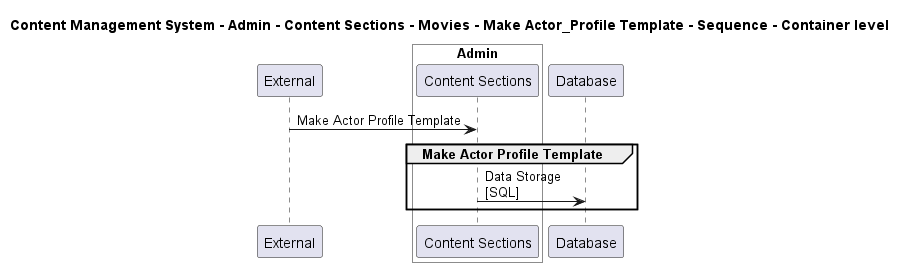 Content Management System - Admin - Content Sections - Movies - Make Actor_Profile Template - Sequence - Container level
Admin
External
Content Sections
Database
Make Actor Profile Template
Make Actor Profile Template
Data Storage
[SQL]
External
Content Sections
Database